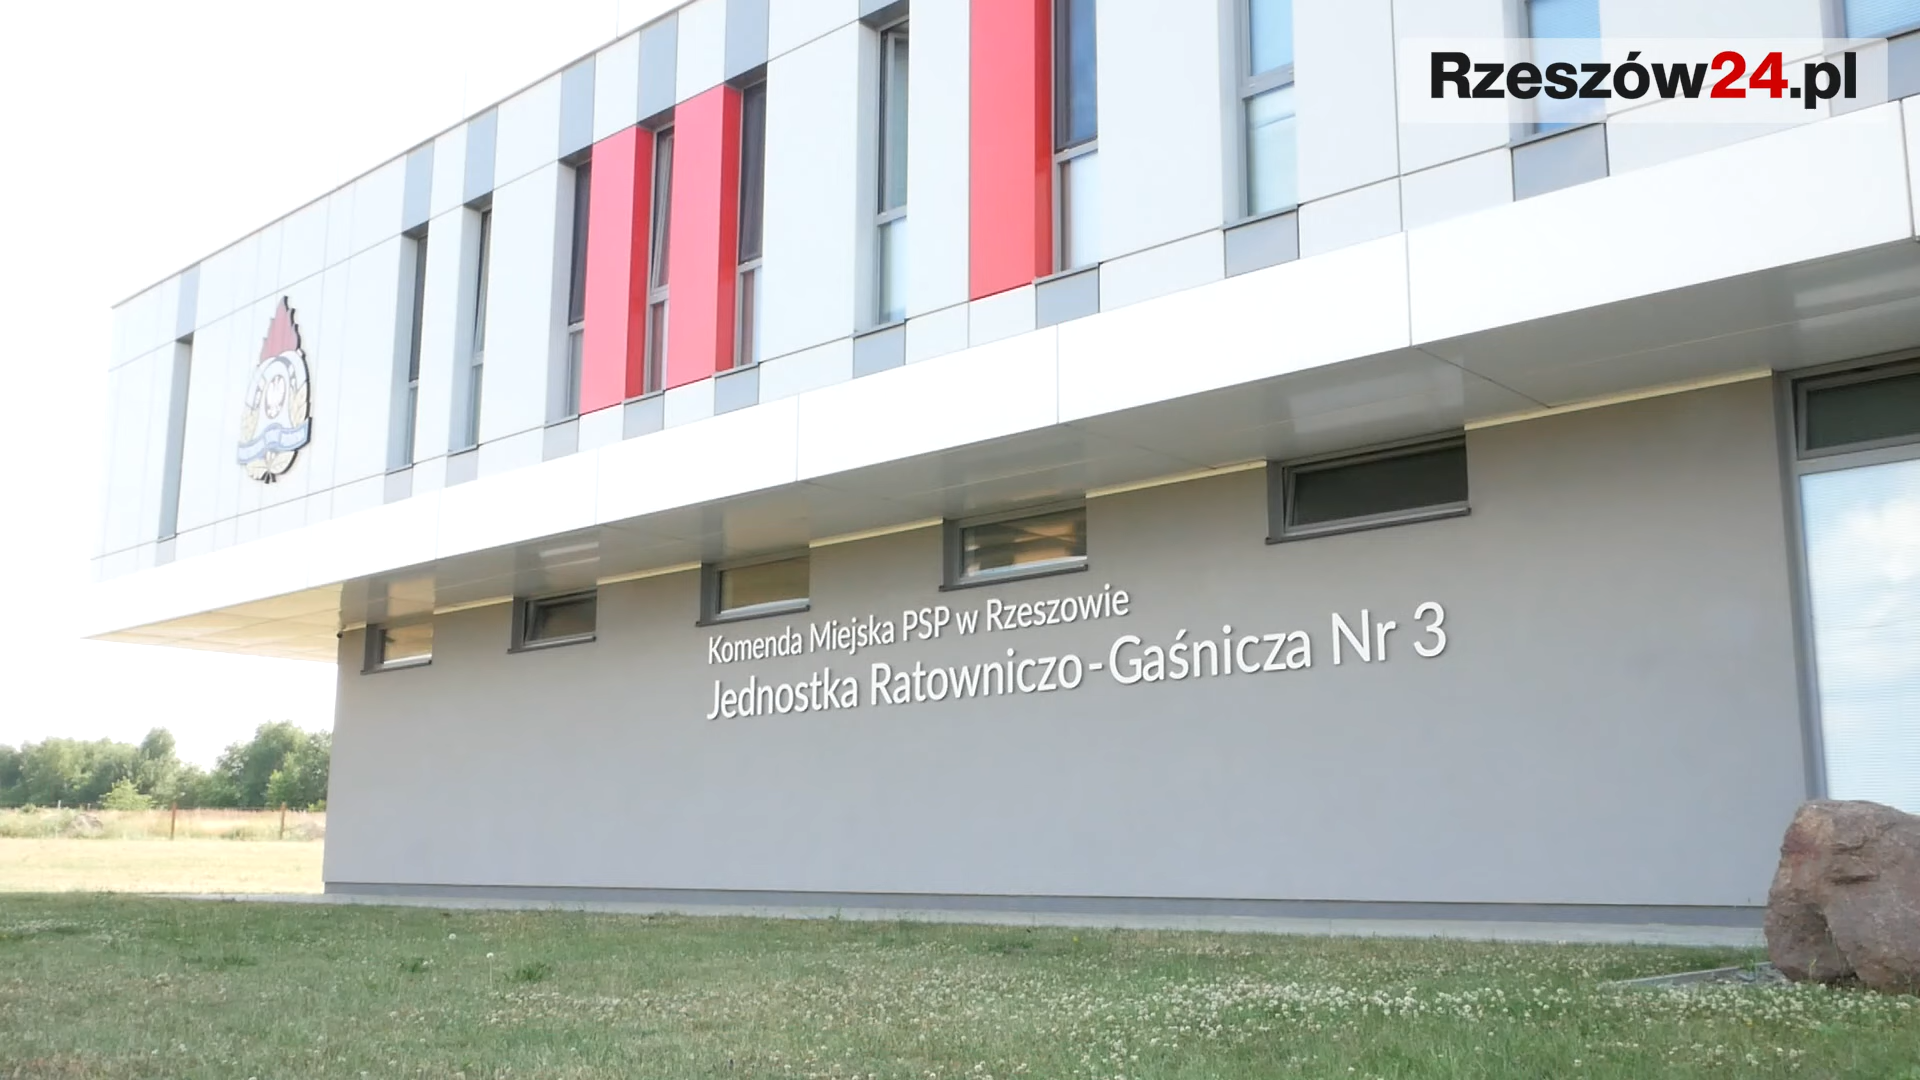 Rzeszów24.pl
Komenda Miejska PSP w Rzeszowie
Jednostka Ratowniczo-Gaśnicza Nr 3